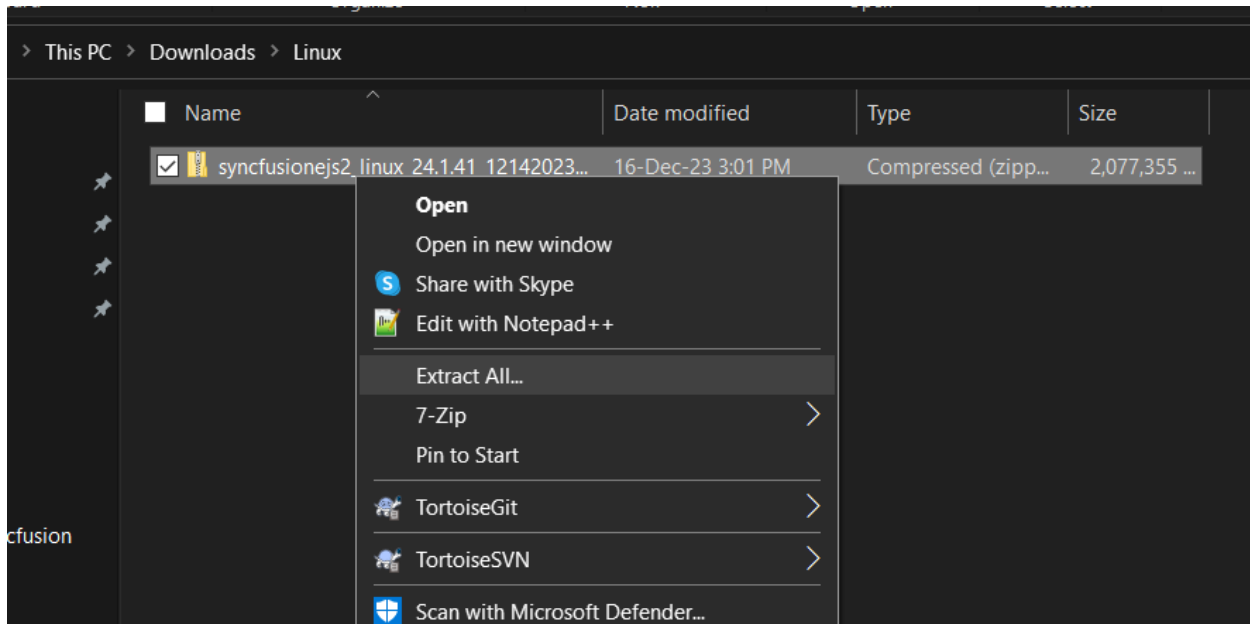 > This PC > Downloads > Linux
Name Date modified Type Size
syncfusionejs2_linux_24.1.41_12142023... 16-Dec-23 3:01 PM Compressed (zipp... 2,077,355 ...
Open
Open in new window
Share with Skype
Edit with Notepad++
Extract All...
7-Zip
Pin to Start
TortoiseGit
cfusion
TortoiseSVN
Scan with Microsoft Defender...